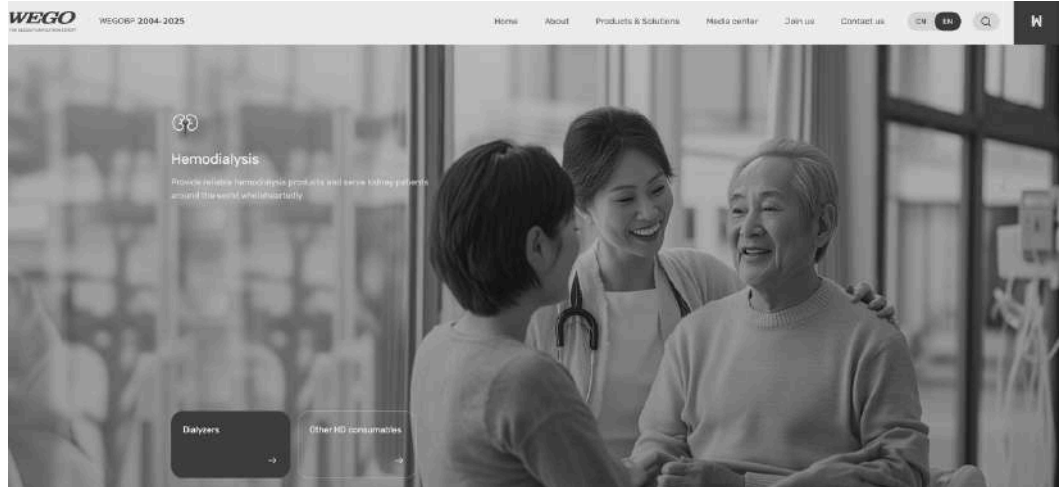 WEGO
WEGOBP 2004-2025
Home
About
Products & Solutions
Media center
Join us
Contact us
CN
EN
W
Hemodialysis
Provide reliable hemodialysis products and serve kidney patients
around the world wholeheartedly
Dialyzers
Other HD consumables